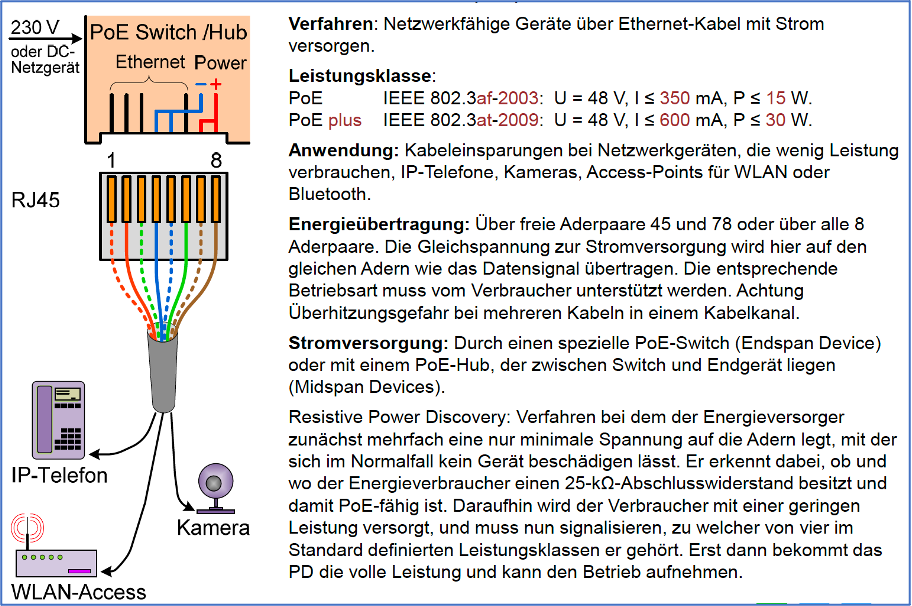 230 V
oder DC-
Netzgerät
PoE Switch /Hub
Ethernet Power
– +
1 8
RJ45
IP-Telefon
Kamera
WLAN-Access
Verfahren: Netzwerkfähige Geräte über Ethernet-Kabel mit Strom
versorgen.
Leistungsklasse:
PoE IEEE 802.3af-2003: U = 48 V, I ≤ 350 mA, P ≤ 15 W.
PoE plus IEEE 802.3at-2009: U = 48 V, I ≤ 600 mA, P ≤ 30 W.
Anwendung: Kabeleinsparungen bei Netzwerkgeräten, die wenig Leistung
verbrauchen, IP-Telefone, Kameras, Access-Points für WLAN oder
Bluetooth.
Energieübertragung: Über freie Aderpaare 45 und 78 oder über alle 8
Aderpaare. Die Gleichspannung zur Stromversorgung wird hier auf den
gleichen Adern wie das Datensignal übertragen. Die entsprechende
Betriebsart muss vom Verbraucher unterstützt werden. Achtung
Überhitzungsgefahr bei mehreren Kabeln in einem Kabelkanal.
Stromversorgung: Durch einen spezielle PoE-Switch (Endspan Device)
oder mit einem PoE-Hub, der zwischen Switch und Endgerät liegen
(Midspan Devices).
Resistive Power Discovery: Verfahren bei dem der Energieversorger
zunächst mehrfach eine nur minimale Spannung auf die Adern legt, mit der
sich im Normalfall kein Gerät beschädigen lässt. Er erkennt dabei, ob und
wo der Energieverbraucher einen 25-kΩ-Abschlusswiderstand besitzt und
damit PoE-fähig ist. Daraufhin wird der Verbraucher mit einer geringen
Leistung versorgt, und muss nun signalisieren, zu welcher von vier im
Standard definierten Leistungsklassen er gehört. Erst dann bekommt das
PD die volle Leistung und kann den Betrieb aufnehmen.